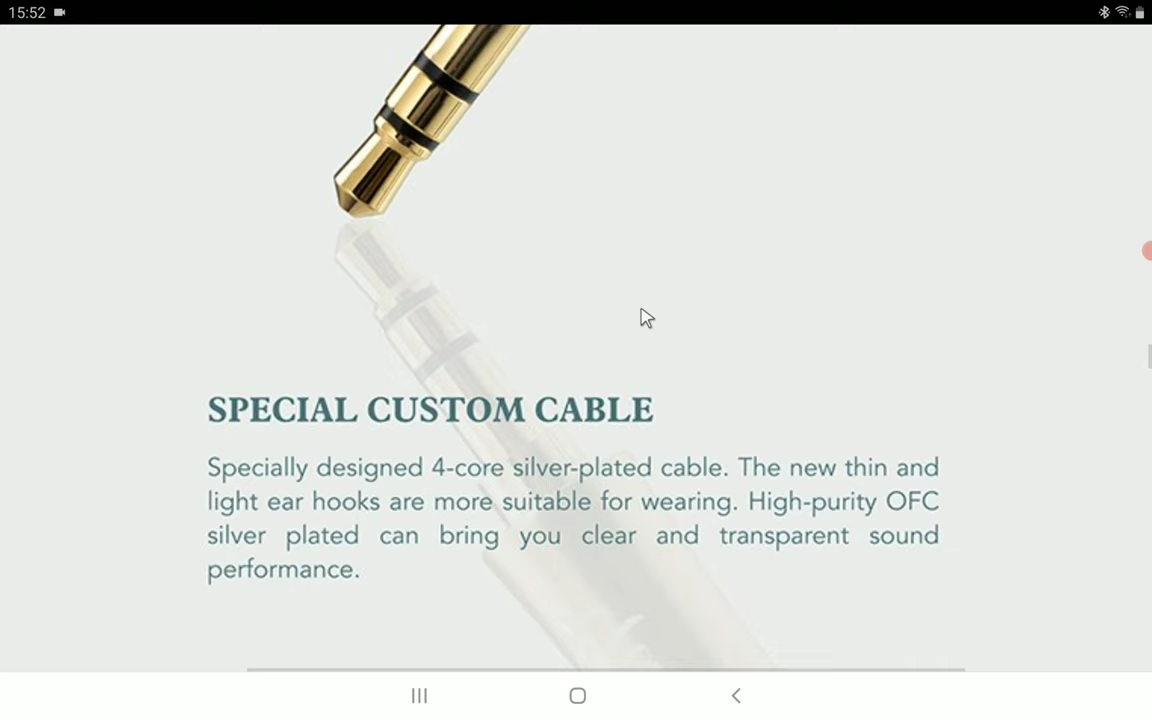 15:52
SPECIAL CUSTOM CABLE
Specially designed 4-core silver-plated cable. The new thin and
light ear hooks are more suitable for wearing. High-purity OFC
silver plated can bring you clear and transparent sound
performance.